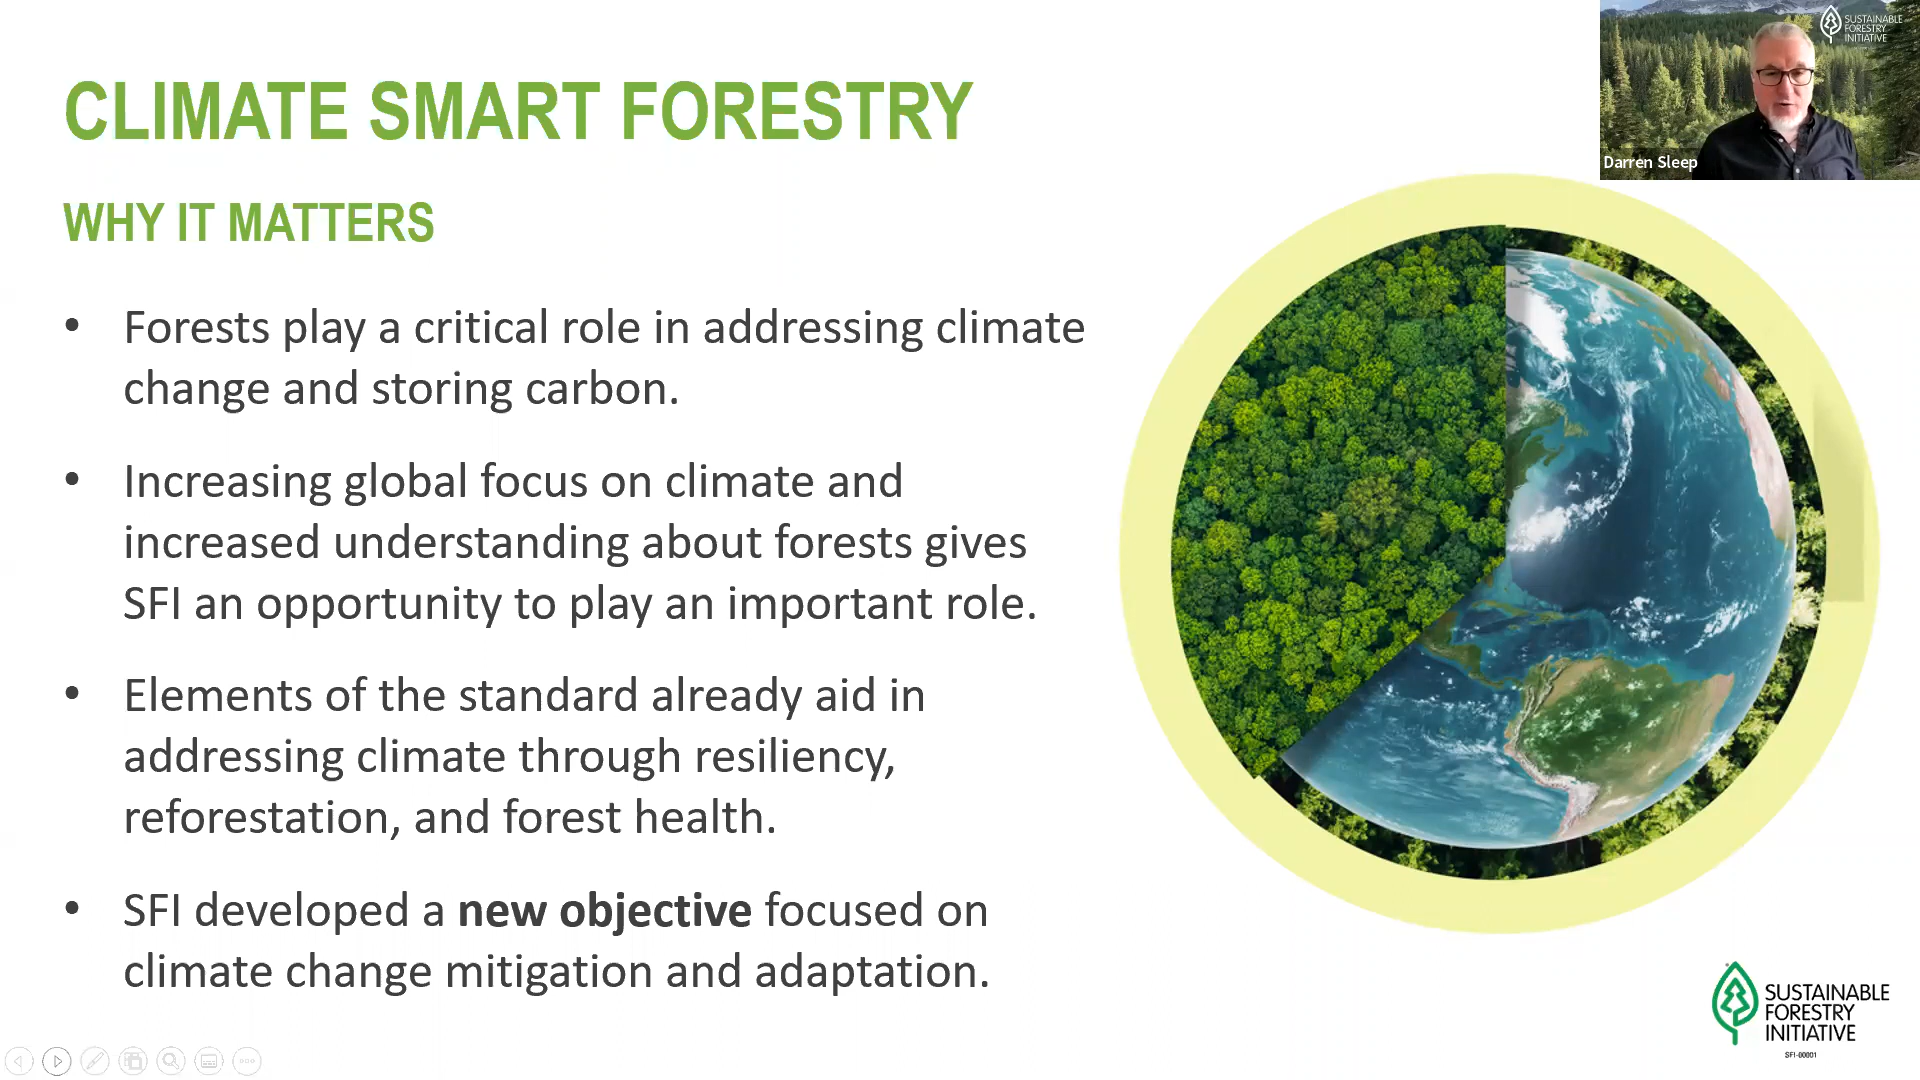 CLIMATE SMART FORESTRY
WHY IT MATTERS
• Forests play a critical role in addressing climate
change and storing carbon.
• Increasing global focus on climate and
increased understanding about forests gives
SFI an opportunity to play an important role.
• Elements of the standard already aid in
addressing climate through resiliency,
reforestation, and forest health.
• SFI developed a new objective focused on
climate change mitigation and adaptation.
SUSTAINABLE
FORESTRY
INITIATIVE
Darren Sleep
SUSTAINABLE
FORESTRY
INITIATIVE
SFI-00001